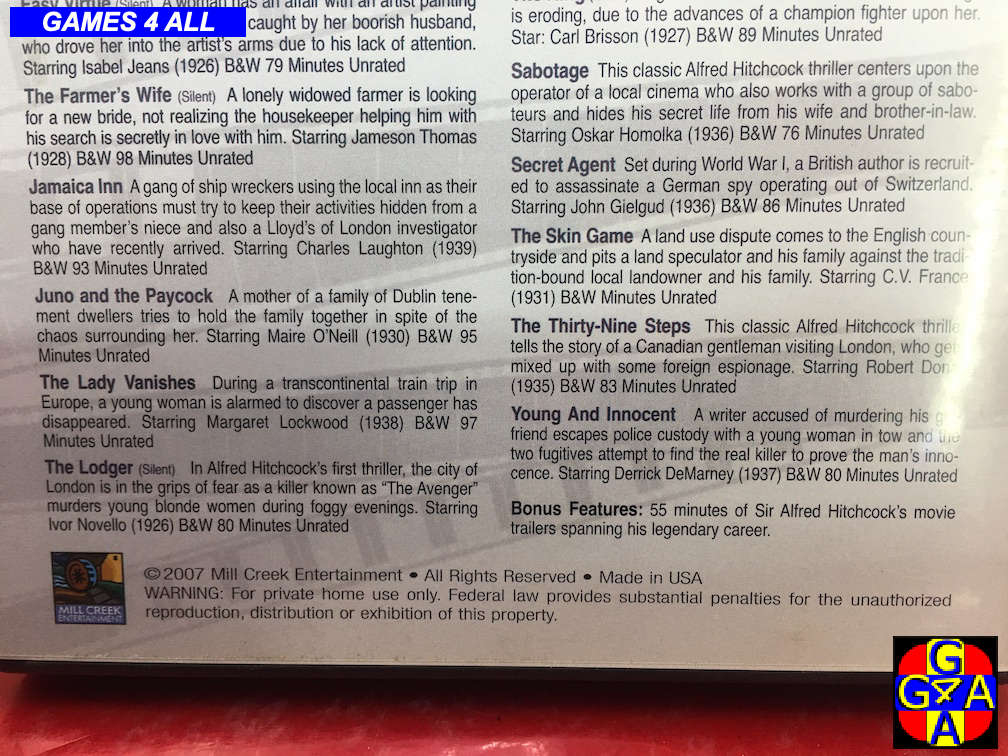 GAMES 4 ALL
Easy Virtue (Silent) A woman has an affair with an artist painting
caught by her boorish husband,
who drove her into the artist's arms due to his lack of attention.
Starring Isabel Jeans (1926) B&W 79 Minutes Unrated
The Farmer's Wife (Silent) A lonely widowed farmer is looking
for a new bride, not realizing the housekeeper helping him with
his search is secretly in love with him. Starring Jameson Thomas
(1928) B&W 98 Minutes Unrated
Jamaica Inn A gang of ship wreckers using the local inn as their
base of operations must try to keep their activities hidden from a
gang member's niece and also a Lloyd's of London investigator
who have recently arrived. Starring Charles Laughton (1939)
B&W 93 Minutes Unrated
Juno and the Paycock A mother of a family of Dublin tene-
ment dwellers tries to hold the family together in spite of the
chaos surrounding her. Starring Maire O'Neill (1930) B&W 95
Minutes Unrated
The Lady Vanishes During a transcontinental train trip in
Europe, a young woman is alarmed to discover a passenger has
disappeared. Starring Margaret Lockwood (1938) B&W 97
Minutes Unrated
The Lodger (Silent) In Alfred Hitchcock's first thriller, the city of
London is in the grips of fear as a killer known as "The Avenger"
murders young blonde women during foggy evenings. Starring
Ivor Novello (1926) B&W 80 Minutes Unrated
is eroding, due to the advances of a champion fighter upon her.
Star: Carl Brisson (1927) B&W 89 Minutes Unrated
Sabotage This classic Alfred Hitchcock thriller centers upon the
operator of a local cinema who also works with a group of sabo-
teurs and hides his secret life from his wife and brother-in-law.
Starring Oskar Homolka (1936) B&W 76 Minutes Unrated
Secret Agent Set during World War I, a British author is recruit-
ed to assassinate a German spy operating out of Switzerland.
Starring John Gielgud (1936) B&W 86 Minutes Unrated
The Skin Game A land use dispute comes to the English coun-
tryside and pits a land speculator and his family against the tradi-
tion-bound local landowner and his family. Starring C.V. France
(1931) B&W Minutes Unrated
The Thirty-Nine Steps This classic Alfred Hitchcock thrille
tells the story of a Canadian gentleman visiting London, who ge
mixed up with some foreign espionage. Starring Robert Don
(1935) B&W 83 Minutes Unrated
Young And Innocent A writer accused of murdering his
friend escapes police custody with a young woman in tow and the
two fugitives attempt to find the real killer to prove the man's inno-
cence. Starring Derrick DeMarney (1937) B&W 80 Minutes Unrated
Bonus Features: 55 minutes of Sir Alfred Hitchcock's movie
trailers spanning his legendary career.
MILL CREEK
ENTERTAINMENT
©2007 Mill Creek Entertainment • All Rights Reserved • Made in USA
WARNING: For private home use only. Federal law provides substantial penalties for the unauthorized
reproduction, distribution or exhibition of this property.
G
G4A
A